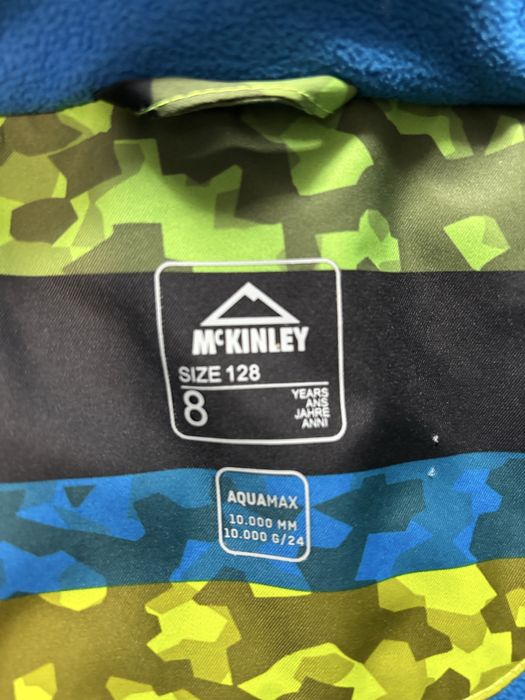 McKINLEY
SIZE 128
8
YEARS
ANS
JAHRE
ANNI
AQUAMAX
10.000 MM
10.000 G/24